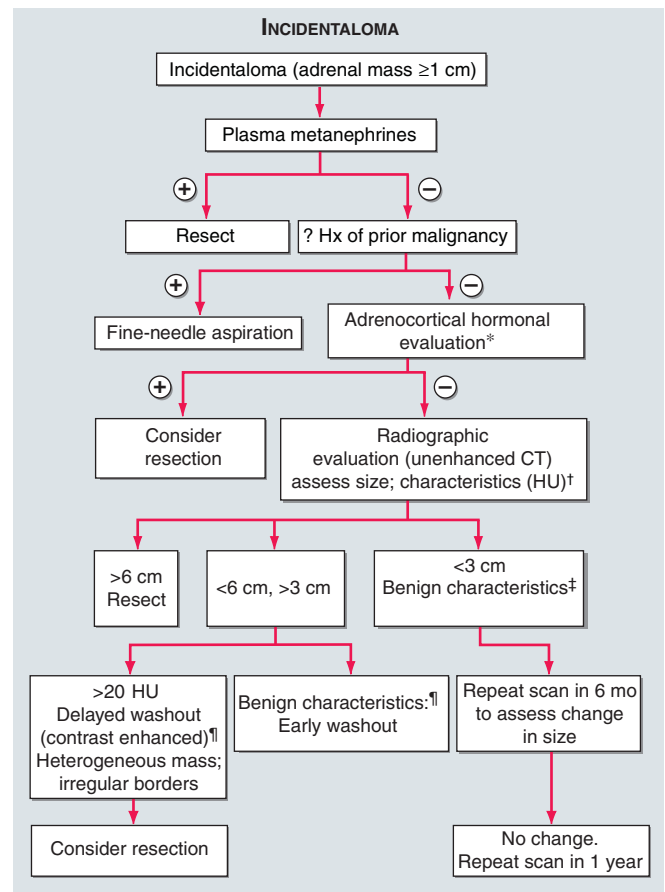 INCIDENTALOMA
Incidentaloma (adrenal mass ≥1 cm)
Plasma metanephrines
+
−
Resect
? Hx of prior malignancy
+
−
Fine-needle aspiration
Adrenocortical hormonal
evaluation*
+
−
Consider
resection
Radiographic
evaluation (unenhanced CT)
assess size; characteristics (HU)†
>6 cm
Resect
<6 cm, >3 cm
<3 cm
Benign characteristics‡
>20 HU
Delayed washout
(contrast enhanced)¶
Heterogeneous mass;
irregular borders
Benign characteristics:¶
Early washout
Repeat scan in 6 mo
to assess change
in size
Consider resection
No change.
Repeat scan in 1 year